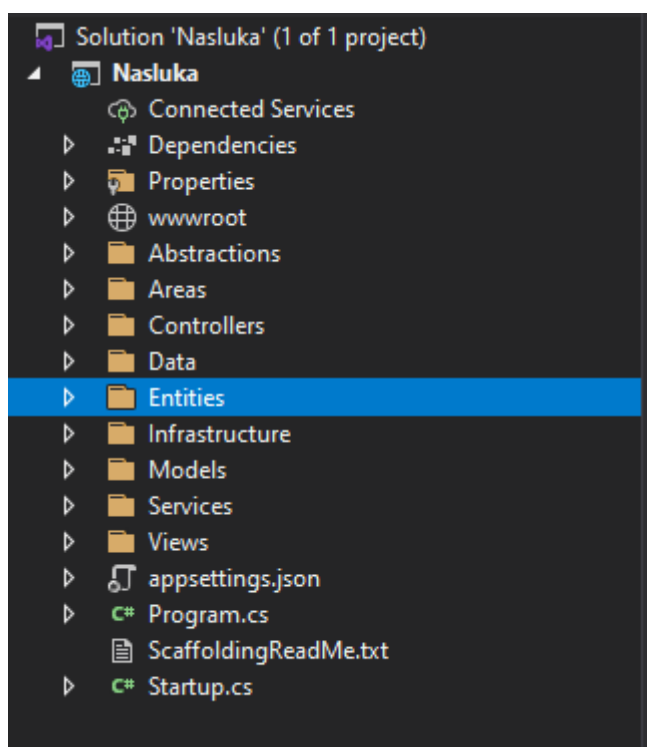 Solution 'Nasluka' (1 of 1 project)
Nasluka
Connected Services
Dependencies
Properties
wwwroot
Abstractions
Areas
Controllers
Data
Entities
Infrastructure
Models
Services
Views
appsettings.json
C# Program.cs
ScaffoldingReadMe.txt
C# Startup.cs